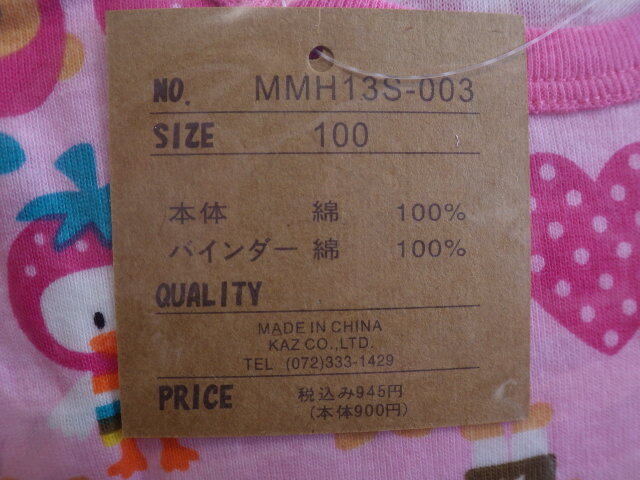 NO. MMH13S-003
SIZE 100
本体 綿 100%
バインダー 綿 100%
QUALITY
MADE IN CHINA
KAZ CO.,LTD.
TEL (072)333-1429
PRICE 税込み945円
(本体900円)